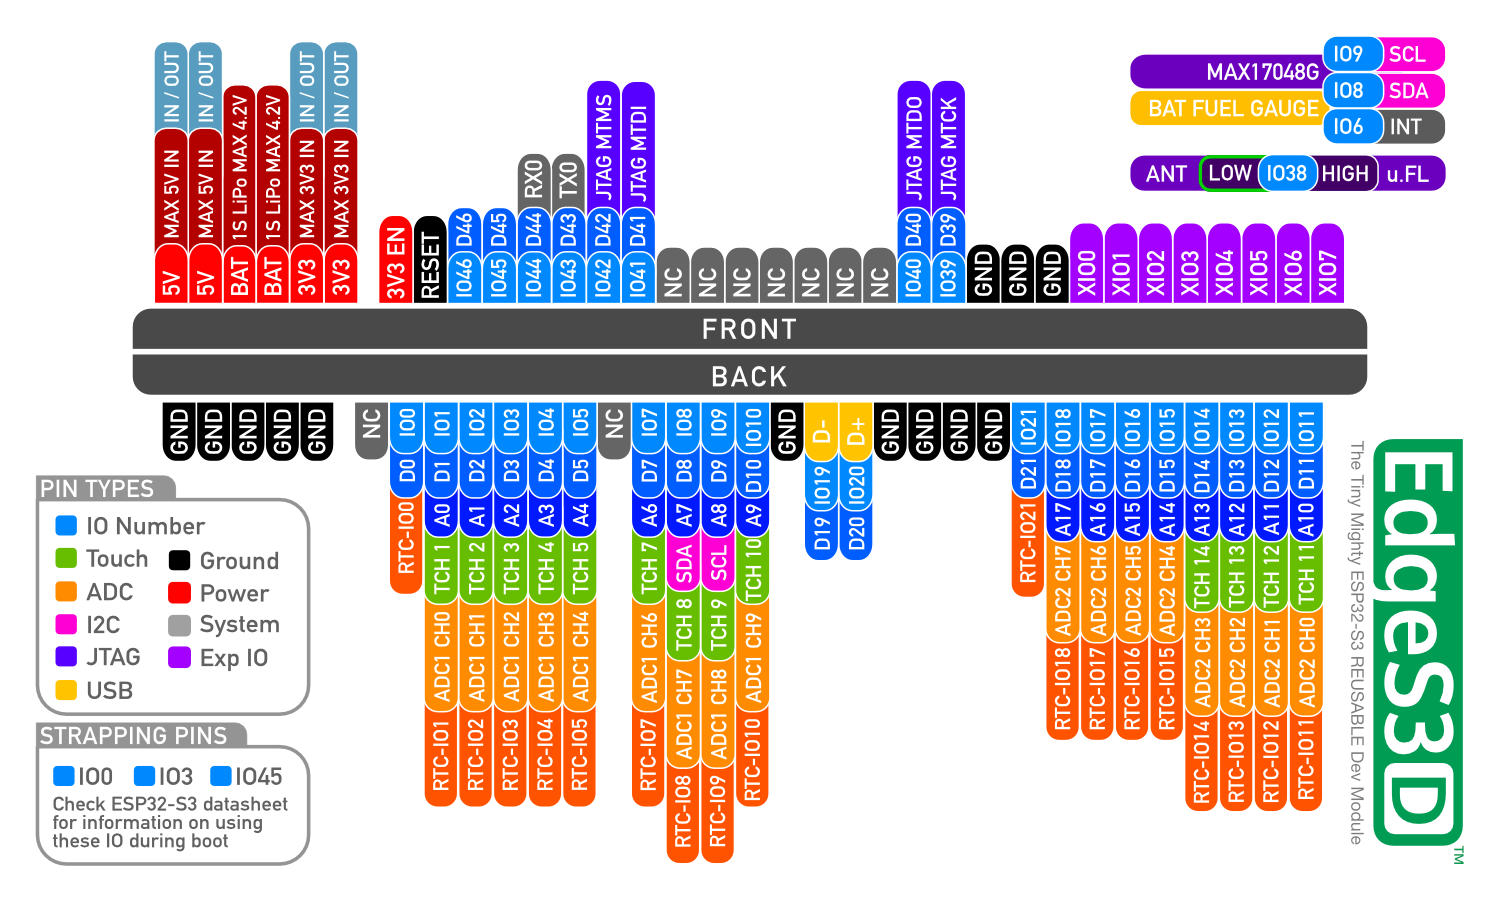 IN / OUT
MAX 5V IN
5V
IN / OUT
MAX 5V IN
5V
1S LiPo MAX 4.2V
BAT
1S LiPo MAX 4.2V
BAT
IN / OUT
MAX 3V3 IN
3V3
IN / OUT
MAX 3V3 IN
3V3
3V3 EN
RESET
IO46 D46
IO45 D45
IO44 D44 RX0
IO43 D43 TX0
IO42 D42 JTAG MTMS
IO41 D41 JTAG MTDI
NC
NC
NC
NC
NC
NC
NC
IO40 D40 JTAG MTDO
IO39 D39 JTAG MTCK
GND
GND
GND
XIO0
XIO1
XIO2
XIO3
XIO4
XIO5
XIO6
XIO7
MAX17048G
BAT FUEL GAUGE
IO9 SCL
IO8 SDA
IO6 INT
ANT LOW IO38 HIGH u.FL
FRONT
BACK
GND
GND
GND
GND
GND
NC
RTC-IO0 D0 IO0
RTC-IO1 ADC1 CH0 TCH 1 A0 D1 IO1
RTC-IO2 ADC1 CH1 TCH 2 A1 D2 IO2
RTC-IO3 ADC1 CH2 TCH 3 A2 D3 IO3
RTC-IO4 ADC1 CH3 TCH 4 A3 D4 IO4
RTC-IO5 ADC1 CH4 TCH 5 A4 D5 IO5
NC
RTC-IO7 ADC1 CH6 TCH 7 A6 D7 IO7
RTC-IO8 ADC1 CH7 TCH 8 SDA A7 D8 IO8
RTC-IO9 ADC1 CH8 TCH 9 SCL A8 D9 IO9
RTC-IO10 ADC1 CH9 TCH 10 A9 D10 IO10
GND
D19 IO19 D-
D20 IO20 D+
GND
GND
GND
GND
RTC-IO21 D21 IO21
RTC-IO18 ADC2 CH7 A17 D18 IO18
RTC-IO17 ADC2 CH6 A16 D17 IO17
RTC-IO16 ADC2 CH5 A15 D16 IO16
RTC-IO15 ADC2 CH4 A14 D15 IO15
RTC-IO14 ADC2 CH3 TCH 14 A13 D14 IO14
RTC-IO13 ADC2 CH2 TCH 13 A12 D13 IO13
RTC-IO12 ADC2 CH1 TCH 12 A11 D12 IO12
RTC-IO11 ADC2 CH0 TCH 11 A10 D11 IO11
PIN TYPES
IO Number
Touch
ADC
I2C
JTAG
USB
Ground
Power
System
Exp IO
STRAPPING PINS
IO0 IO3 IO45
Check ESP32-S3 datasheet
for information on using
these IO during boot
EdgeS3D
TM
The Tiny Mighty ESP32-S3 REUSABLE Dev Module